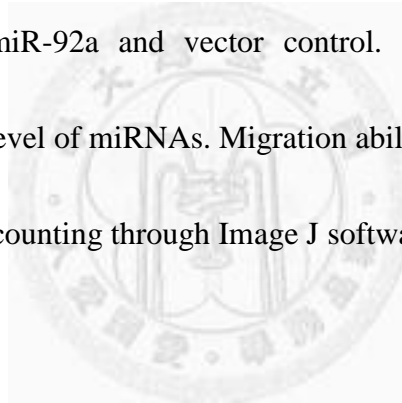 miR-92a and vector control.
evel of miRNAs. Migration abil
counting through Image J softwa